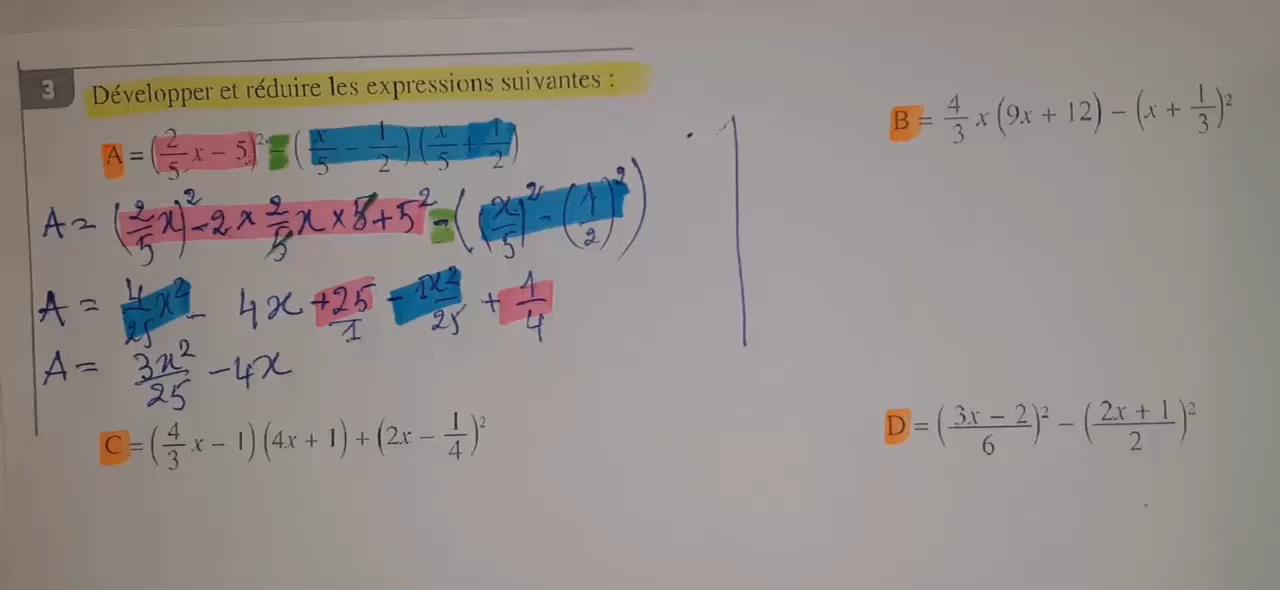 3 Développer et réduire les expressions suivantes :
A = (2/5 x − 5)² − (x/5 − 1/2)(x/5 + 1/2)
B = 4/3 x (9x + 12) − (x + 1/3)²
A = (2/5 x)² − 2 × 2/5 x × 5 + 5² − ((x/5)² − (1/2)²)
A = 4/25 x² − 4x + 25/1 − 1x²/25 + 1/4
A = 3x²/25 − 4x
C = (4/3 x − 1)(4x + 1) + (2x − 1/4)²
D = ((3x − 2)/6)² − ((2x + 1)/2)²